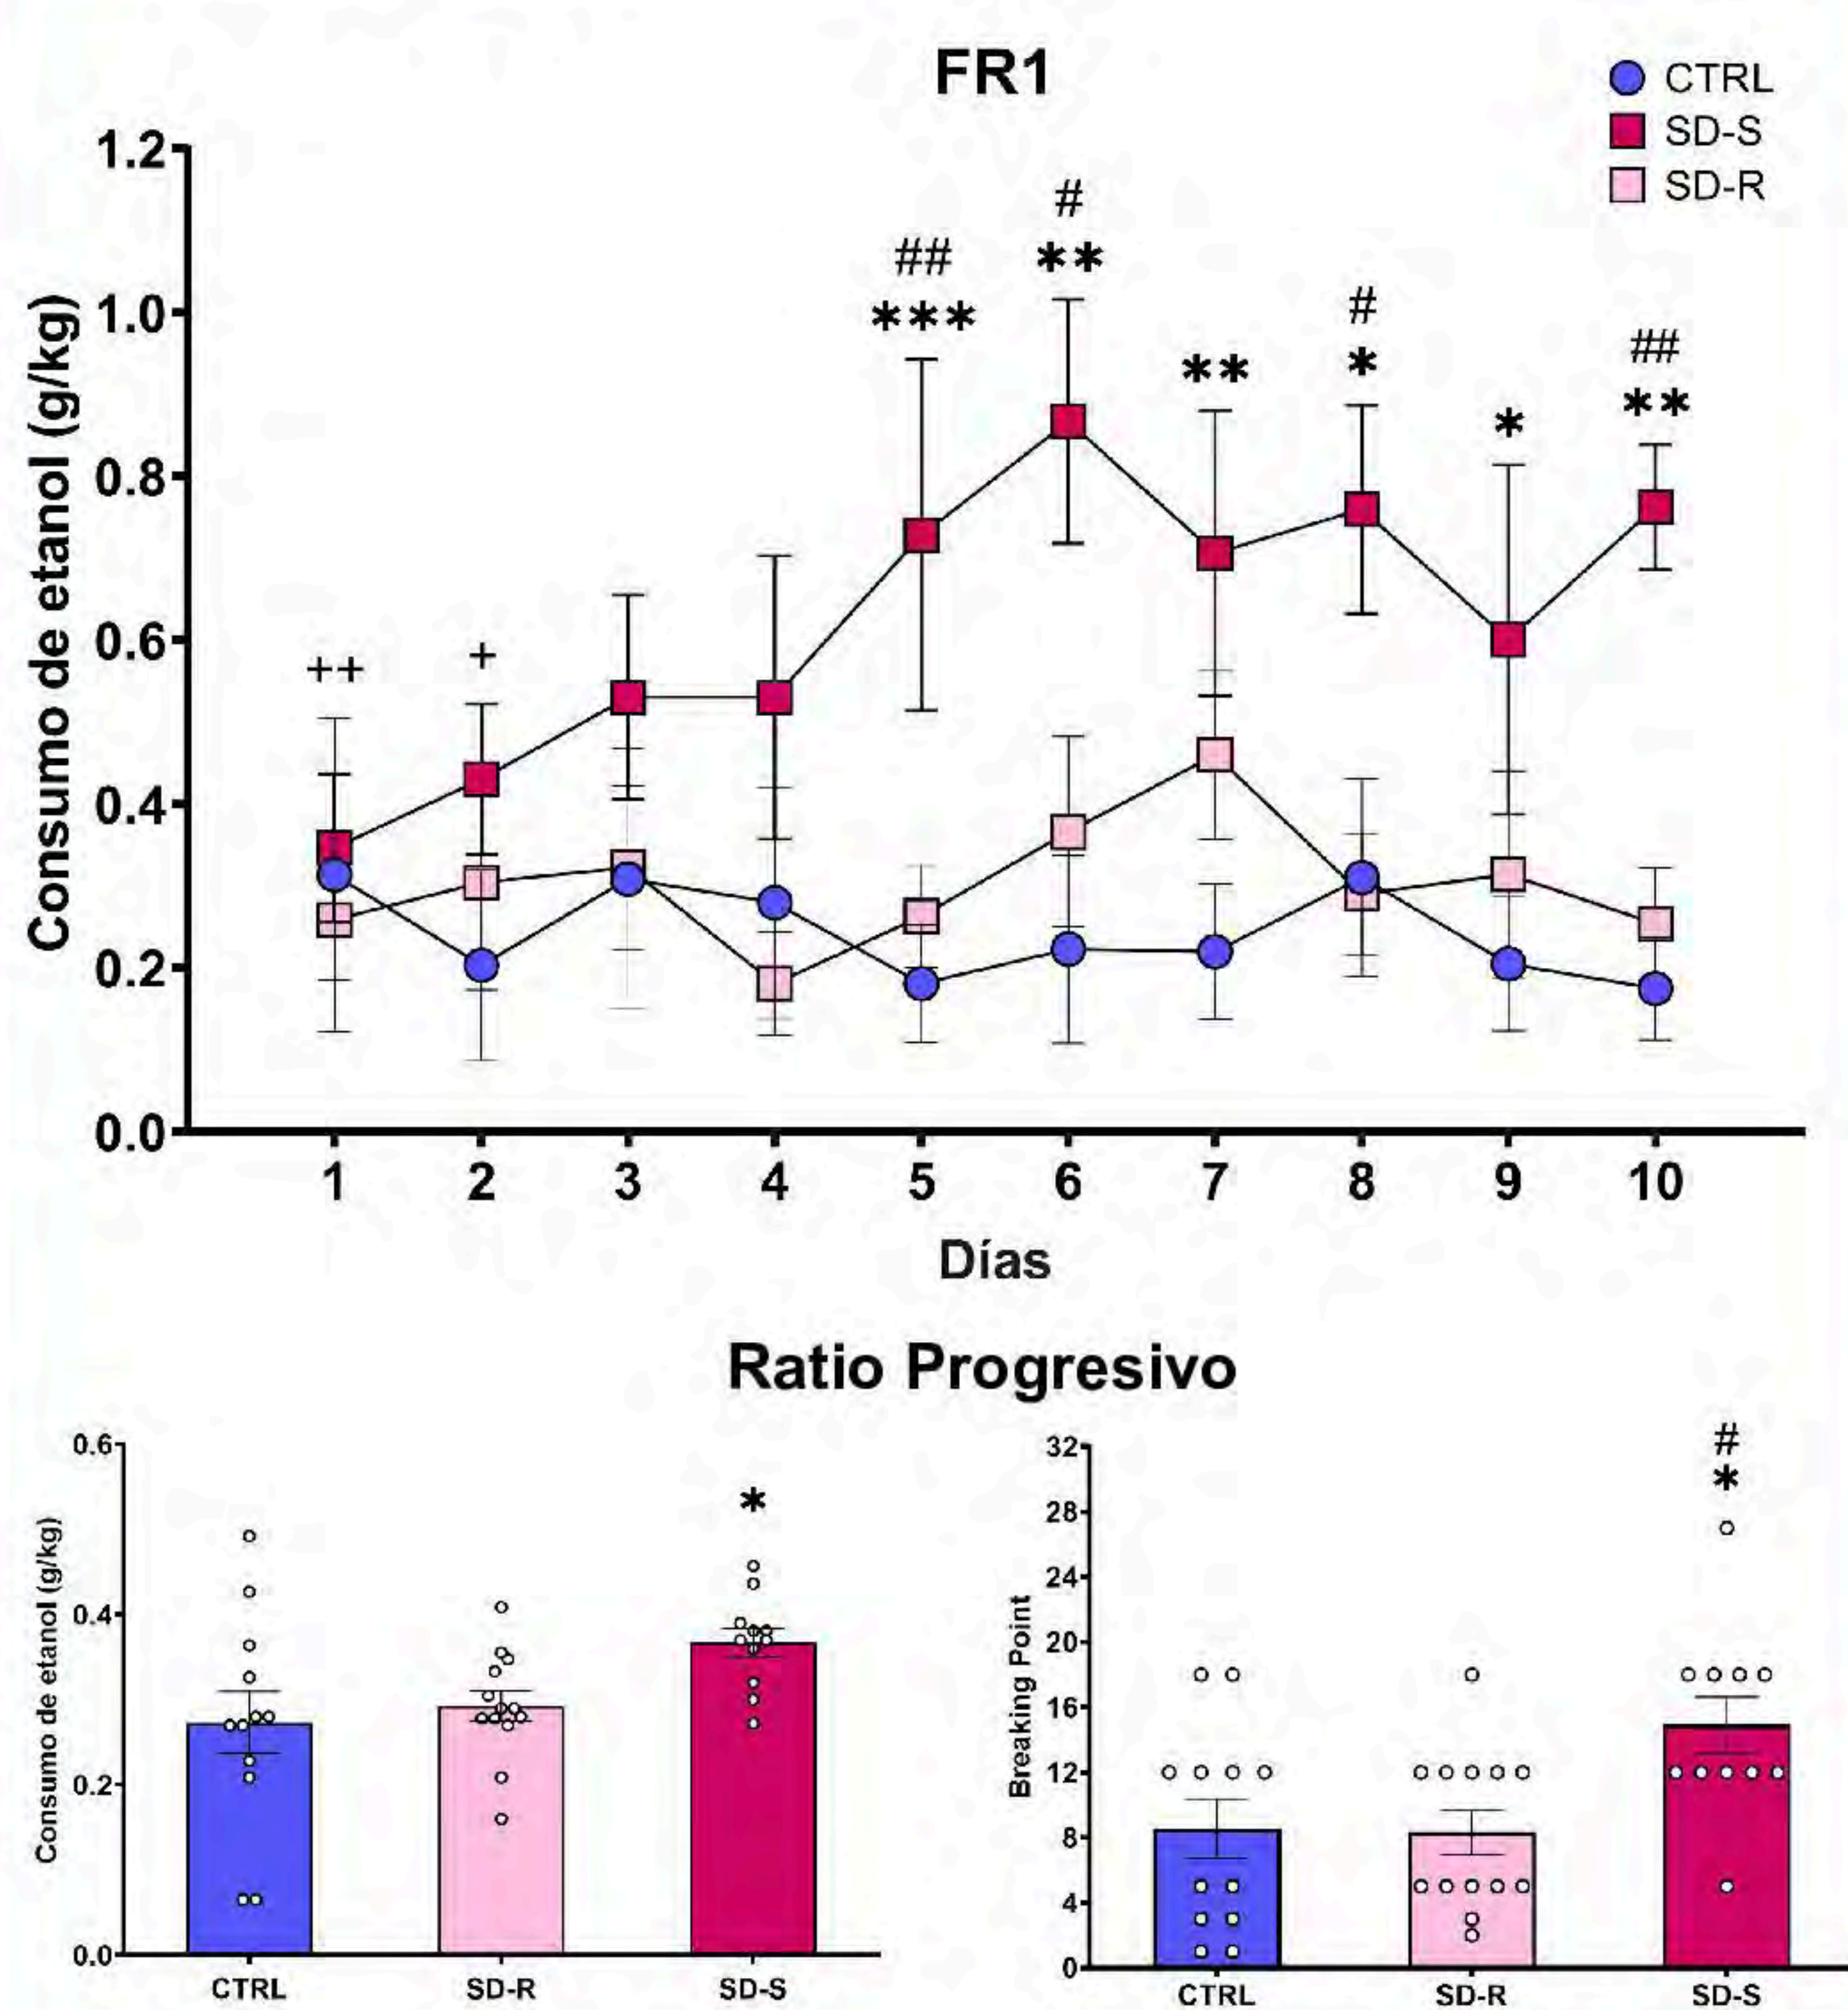 FR1
CTRL
SD-S
SD-R
Consumo de etanol (g/kg)
1.2
1.0
0.8
0.6
0.4
0.2
0.0
++
+
##
***
#
**
**
#
*
*
##
**
1 2 3 4 5 6 7 8 9 10
Días
Ratio Progresivo
Consumo de etanol (g/kg)
0.6
0.4
0.2
0.0
*
CTRL SD-R SD-S
Breaking Point
32
28
24
20
16
12
8
4
0
#
*
CTRL SD-R SD-S